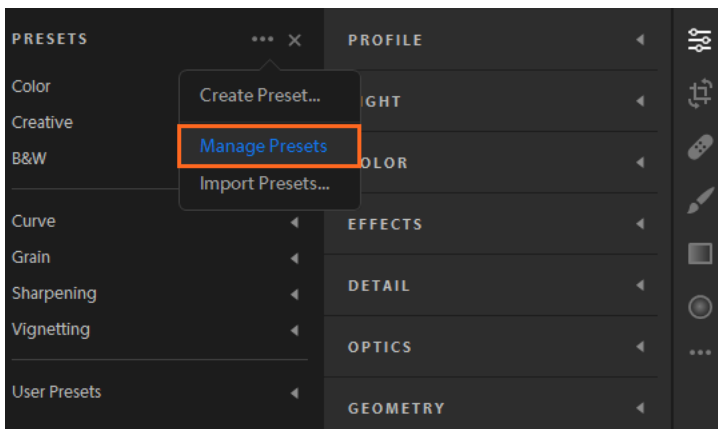 PRESETS
Color
Creative
B&W
Create Preset...
Manage Presets
Import Presets...
Curve
Grain
Sharpening
Vignetting
User Presets
PROFILE
IGHT
OLOR
EFFECTS
DETAIL
OPTICS
GEOMETRY